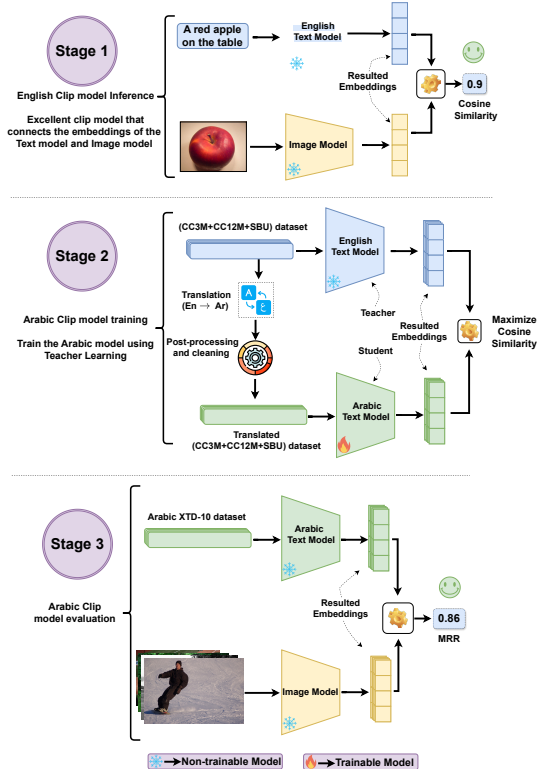 Stage 1
English Clip model Inference
Excellent clip model that
connects the embeddings of the
Text model and Image model
A red apple
on the table
English
Text Model
Resulted
Embeddings
Image Model
0.9
Cosine
Similarity
Stage 2
Arabic Clip model training
Train the Arabic model using
Teacher Learning
(CC3M+CC12M+SBU) dataset
Translation
(En → Ar)
A
ع
Post-processing
and cleaning
Translated
(CC3M+CC12M+SBU) dataset
English
Text Model
Teacher
Student
Resulted
Embeddings
Arabic
Text Model
Maximize
Cosine
Similarity
Stage 3
Arabic Clip
model evaluation
Arabic XTD-10 dataset
Arabic
Text Model
Resulted
Embeddings
Image Model
0.86
MRR
Non-trainable Model
Trainable Model